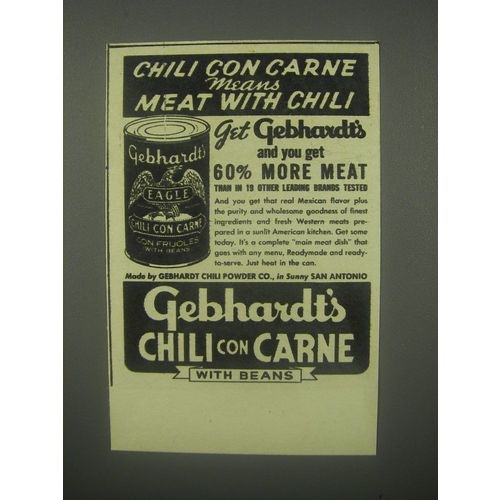 CHILI CON CARNE
Means
MEAT WITH CHILI
Get Gebhardt's
and you get
60% MORE MEAT
THAN IN 19 OTHER LEADING BRANDS TESTED
And you get that real Mexican flavor plus
the purity and wholesome goodness of finest
ingredients and fresh Western meats pre-
pared in a sunlit American kitchen. Get some
today. It's a complete "main meat dish" that
goes with any menu, Readymade and ready-
to-serve. Just heat in the can.
Gebhardt's
EAGLE
CHILI CON CARNE
CON FRIJOLES
WITH BEANS
Made by GEBHARDT CHILI POWDER CO., in Sunny SAN ANTONIO
Gebhardt's
CHILI CON CARNE
WITH BEANS